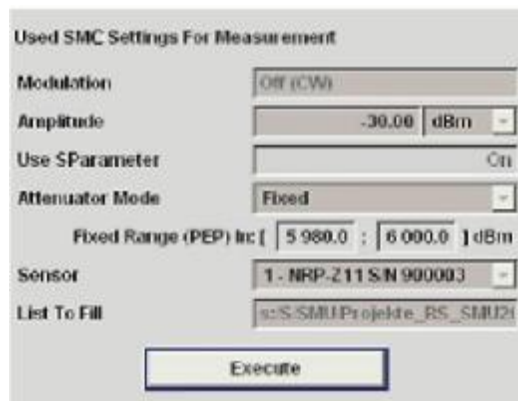 Used SMC Settings For Measurement
Modulation Off (CW)
Amplitude -30.00 dBm
Use SParameter On
Attenuator Mode Fixed
Fixed Range (PEP) In: [ 5 980.0 ; 6 000.0 ] dBm
Sensor 1 - NRP-Z11 S/N 900003
List To Fill s:S:SMU/Projekte_RS_SMU2(
Execute